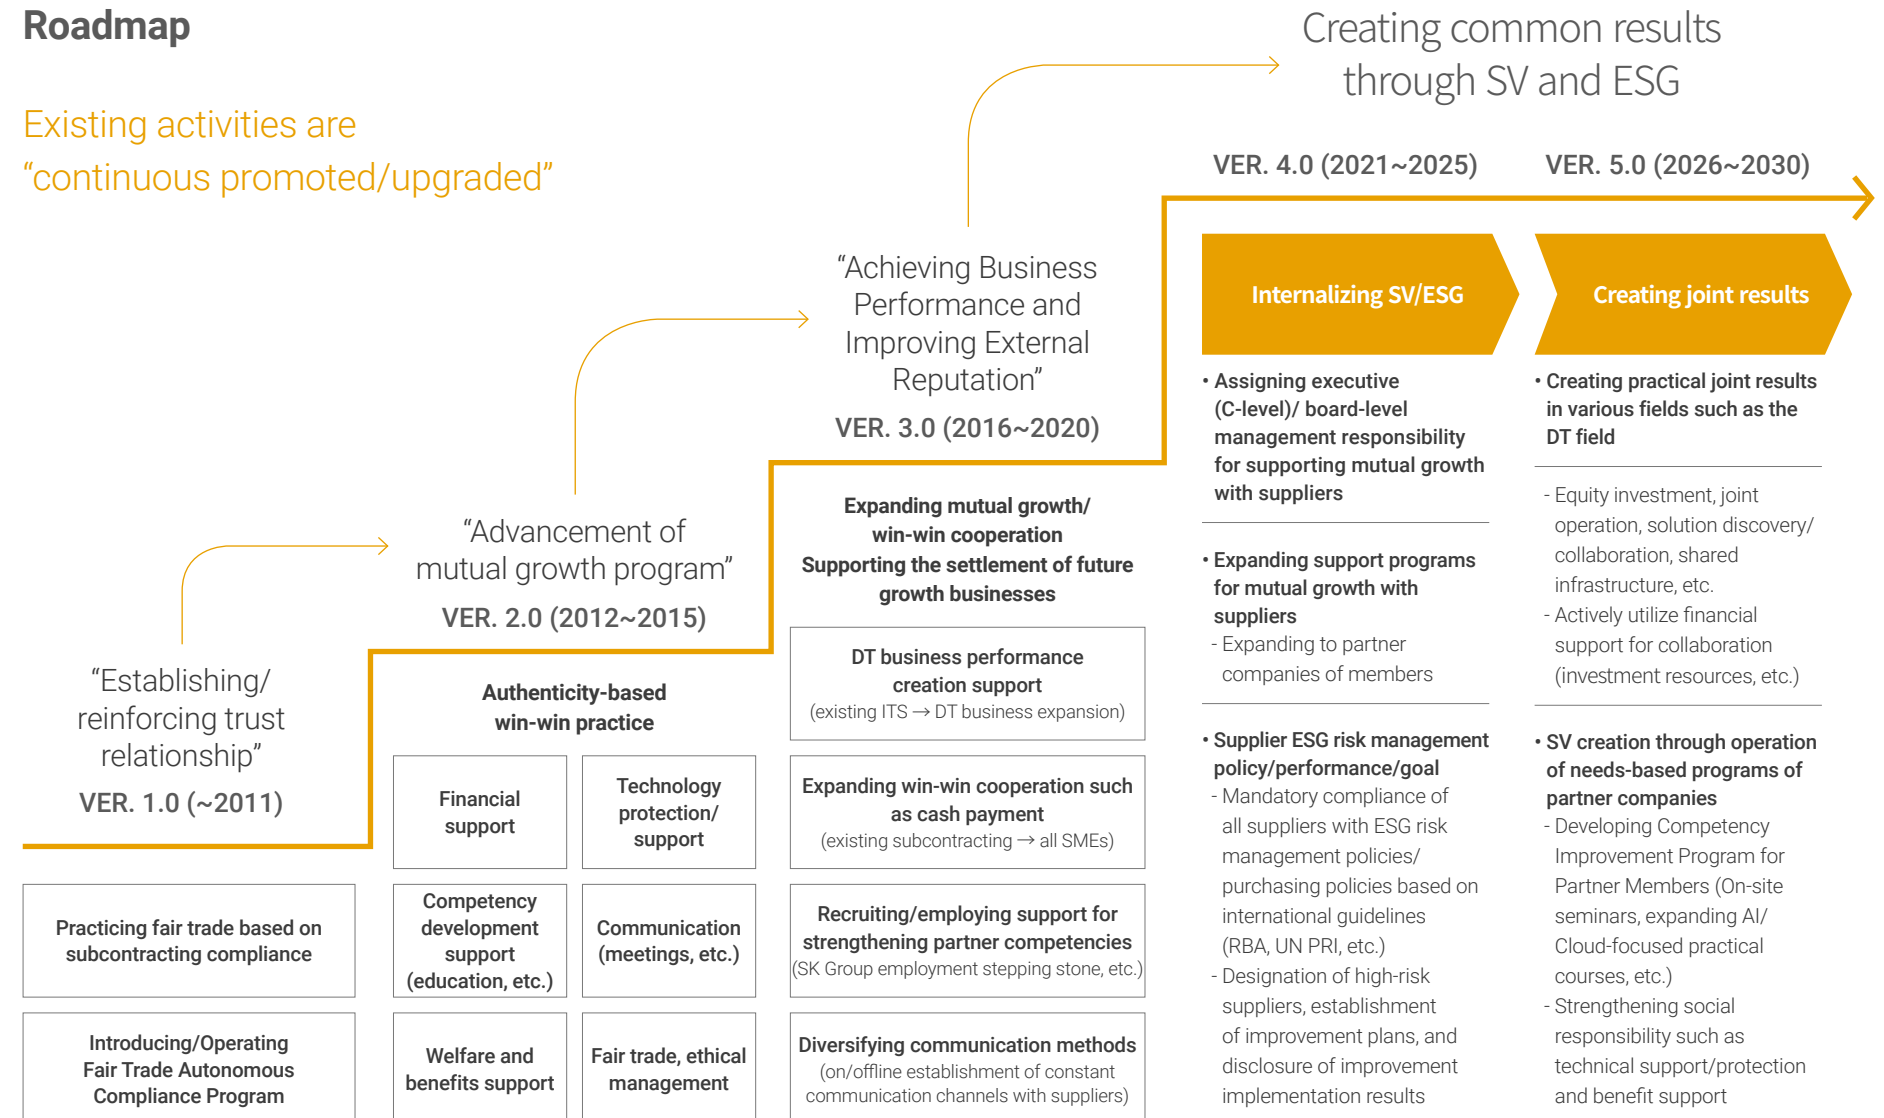 Roadmap
Existing activities are
“continuous promoted/upgraded”
“Establishing/
reinforcing trust
relationship”
VER. 1.0 (~2011)
Practicing fair trade based on
subcontracting compliance
Introducing/Operating
Fair Trade Autonomous
Compliance Program
“Advancement of
mutual growth program”
VER. 2.0 (2012~2015)
Authenticity-based
win-win practice
Financial
support
Technology
protection/
support
Competency
development
support
(education, etc.)
Communication
(meetings, etc.)
Welfare and
benefits support
Fair trade, ethical
management
“Achieving Business
Performance and
Improving External
Reputation”
VER. 3.0 (2016~2020)
Expanding mutual growth/
win-win cooperation
Supporting the settlement of future
growth businesses
DT business performance
creation support
(existing ITS → DT business expansion)
Expanding win-win cooperation such
as cash payment
(existing subcontracting → all SMEs)
Recruiting/employing support for
strengthening partner competencies
(SK Group employment stepping stone, etc.)
Diversifying communication methods
(on/offline establishment of constant
communication channels with suppliers)
Creating common results
through SV and ESG
VER. 4.0 (2021~2025)
Internalizing SV/ESG
• Assigning executive
(C-level)/ board-level
management responsibility
for supporting mutual growth
with suppliers
• Expanding support programs
for mutual growth with
suppliers
- Expanding to partner
companies of members
• Supplier ESG risk management
policy/performance/goal
- Mandatory compliance of
all suppliers with ESG risk
management policies/
purchasing policies based on
international guidelines
(RBA, UN PRI, etc.)
- Designation of high-risk
suppliers, establishment
of improvement plans, and
disclosure of improvement
implementation results
VER. 5.0 (2026~2030)
Creating joint results
• Creating practical joint results
in various fields such as the
DT field
- Equity investment, joint
operation, solution discovery/
collaboration, shared
infrastructure, etc.
- Actively utilize financial
support for collaboration
(investment resources, etc.)
• SV creation through operation
of needs-based programs of
partner companies
- Developing Competency
Improvement Program for
Partner Members (On-site
seminars, expanding AI/
Cloud-focused practical
courses, etc.)
- Strengthening social
responsibility such as
technical support/protection
and benefit support